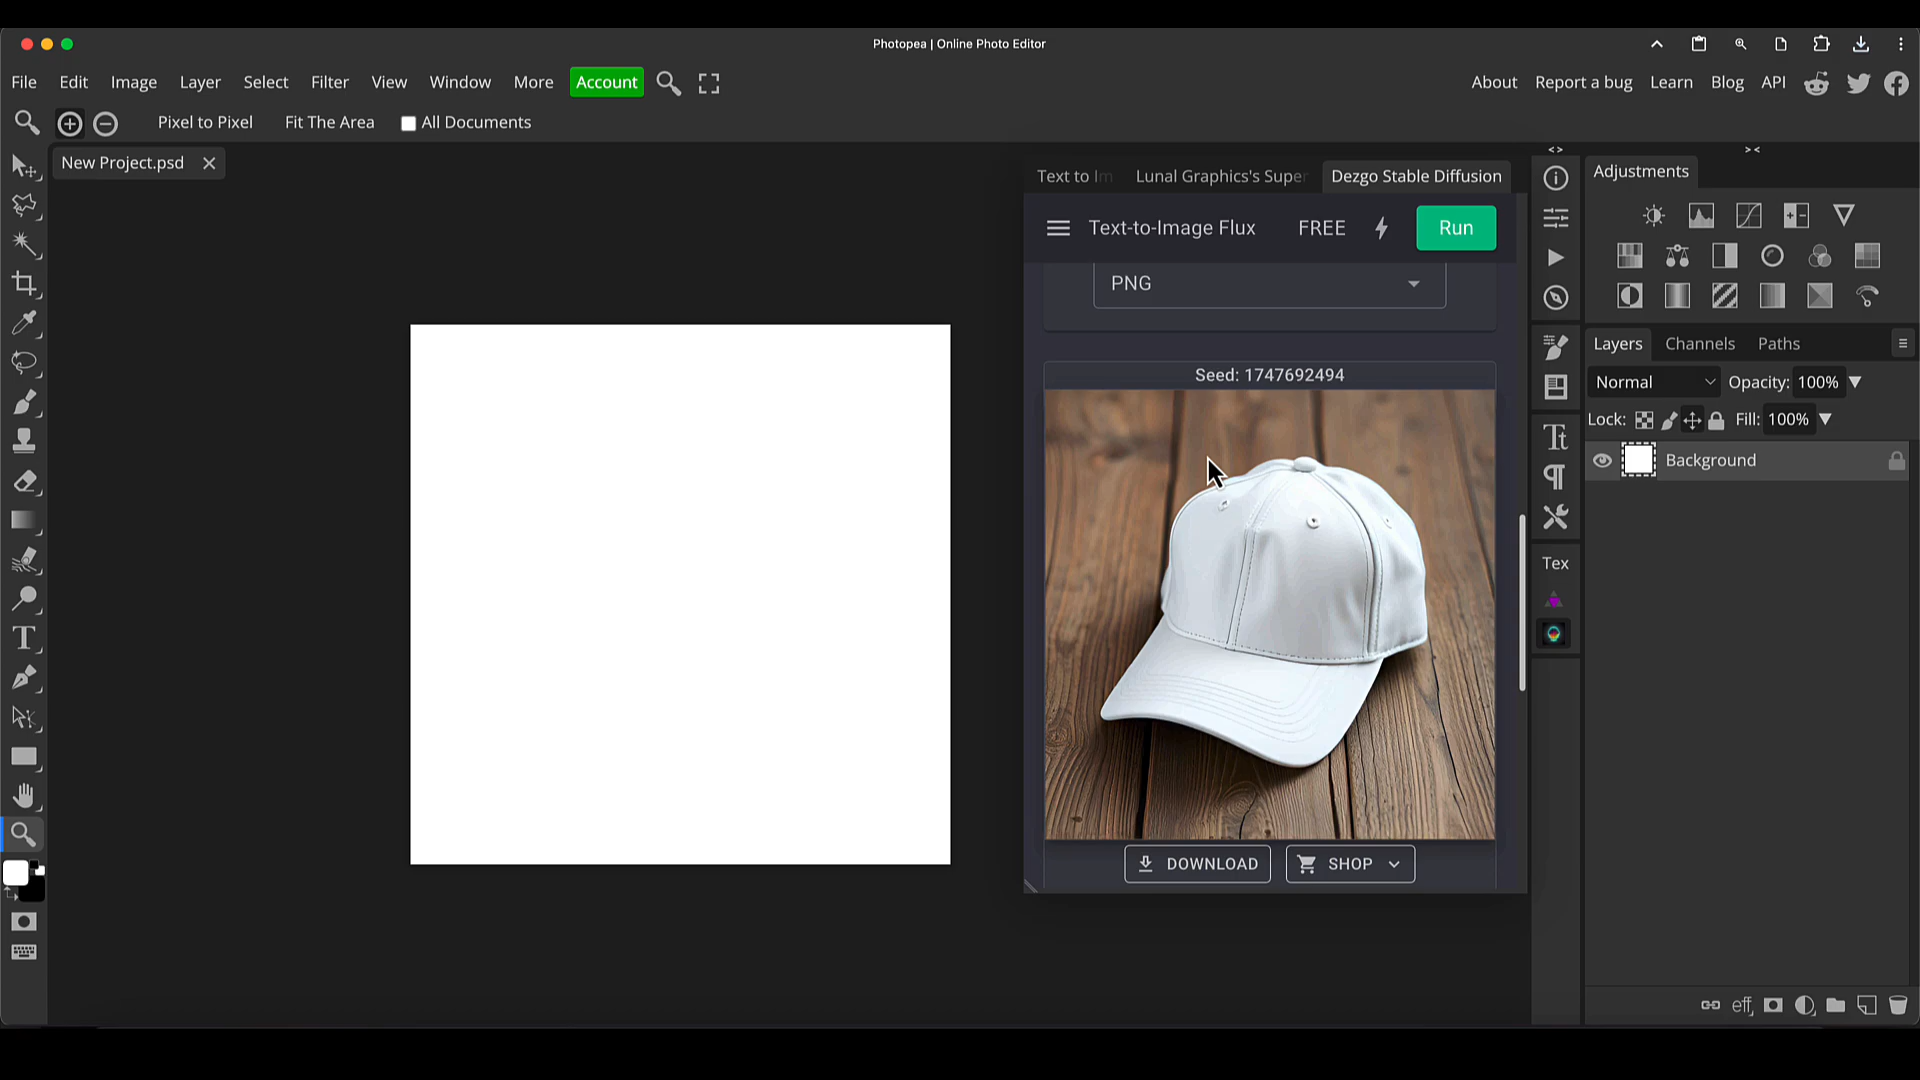 Photopea | Online Photo Editor
File Edit Image Layer Select Filter View Window More Account About Report a bug Learn Blog API
Pixel to Pixel Fit The Area All Documents
New Project.psd
Text to Im Lunal Graphics's Super Dezgo Stable Diffusion
Text-to-Image Flux FREE Run
PNG
Seed: 1747692494
DOWNLOAD SHOP
Tex
Adjustments
Layers Channels Paths
Normal Opacity: 100%
Lock: Fill: 100%
Background
eff